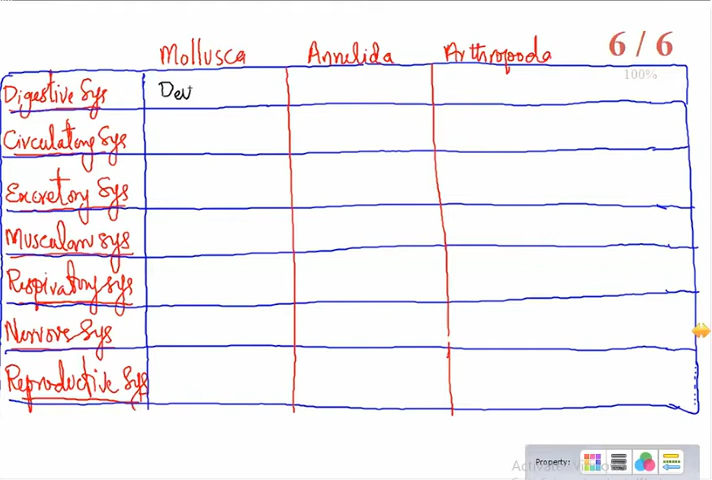 Mollusca Annelida Arthropoda 6 / 6
100%
Digestive Sys Dev
Circulatory Sys
Excretory Sys
Muscular Sys
Respiratory Sys
Nervous Sys
Reproductive Sys
Property: